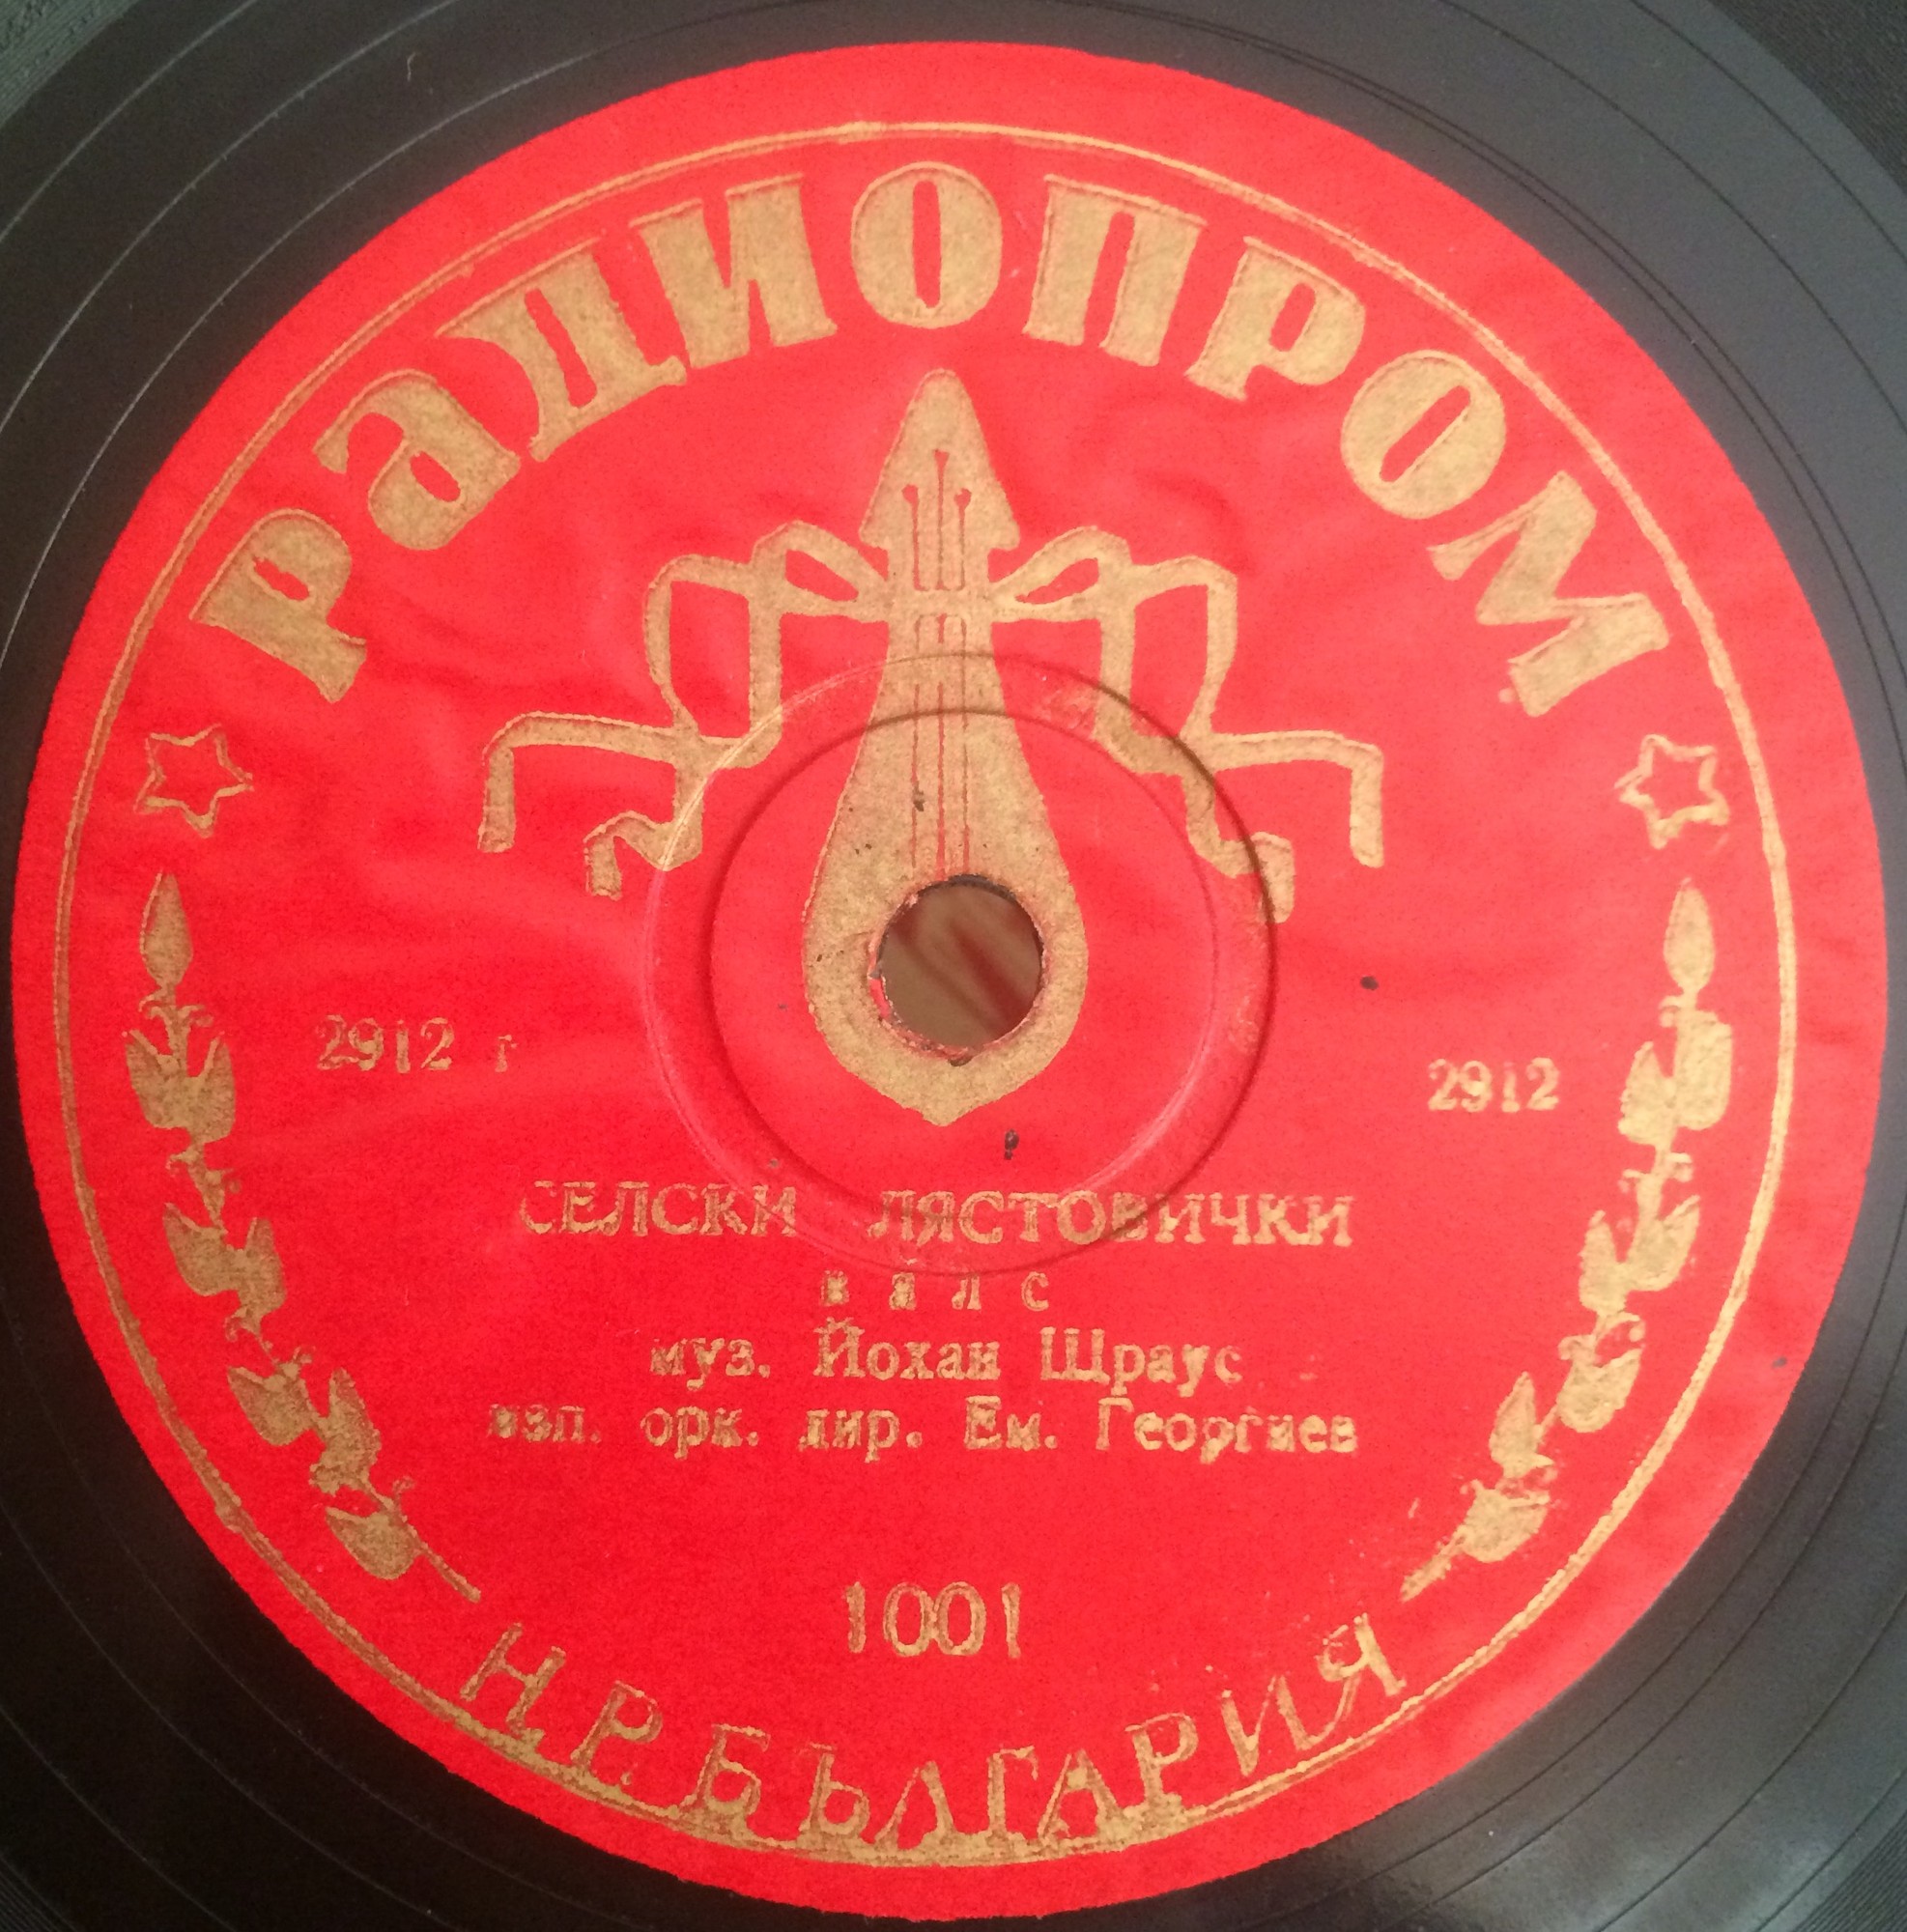 РАДИОПРОМ
2912 г
2912
СЕЛСКИ ЛЯСТОВИЧКИ
валс
муз. Йохан Щраус
изп. орк. дир. Ем. Георгиев
1001
Н.Р. БЪЛГАРИЯ